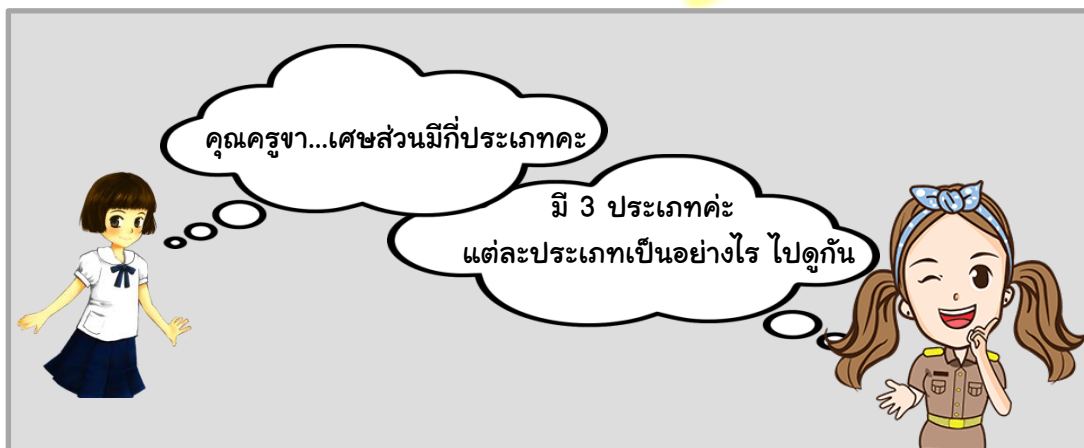 คุณครูขา...เศษส่วนมีกี่ประเภทคะ
มี 3 ประเภทค่ะ
แต่ละประเภทเป็นอย่างไร ไปดูกัน